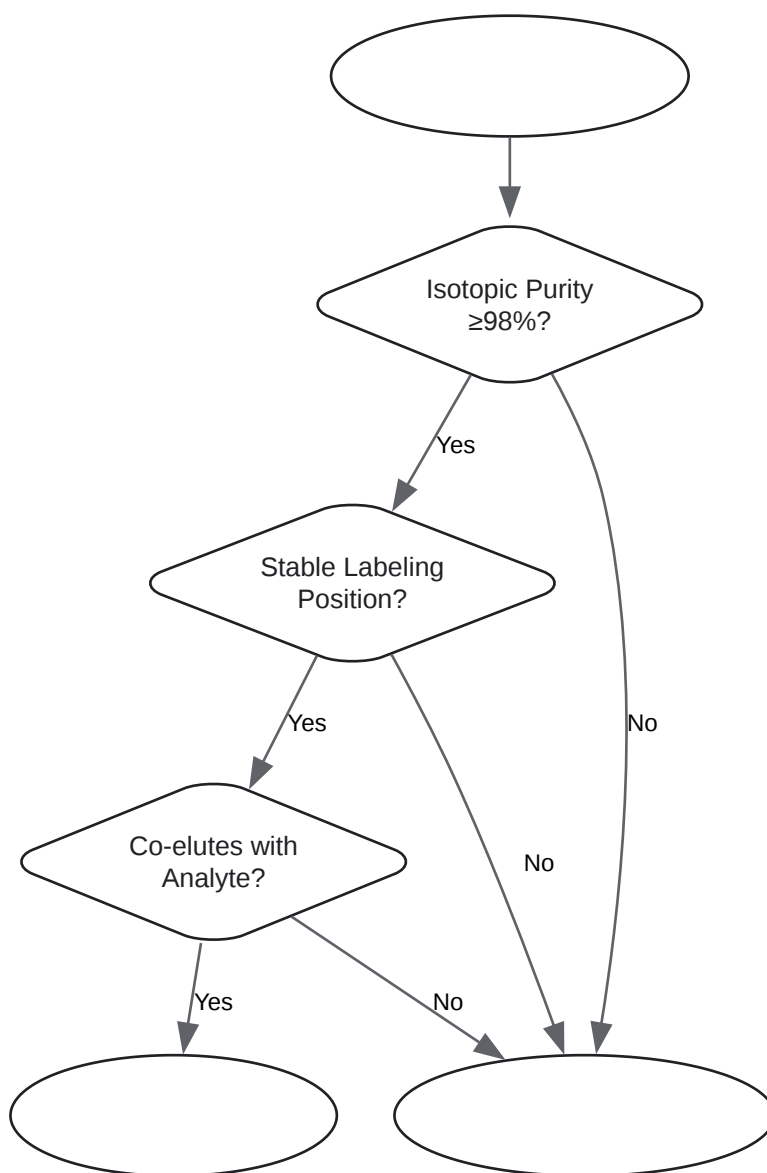 Isotopic Purity
≥98%?
Yes
Stable Labeling
Position?
Yes
No
Co-elutes with
Analyte?
No
Yes
No